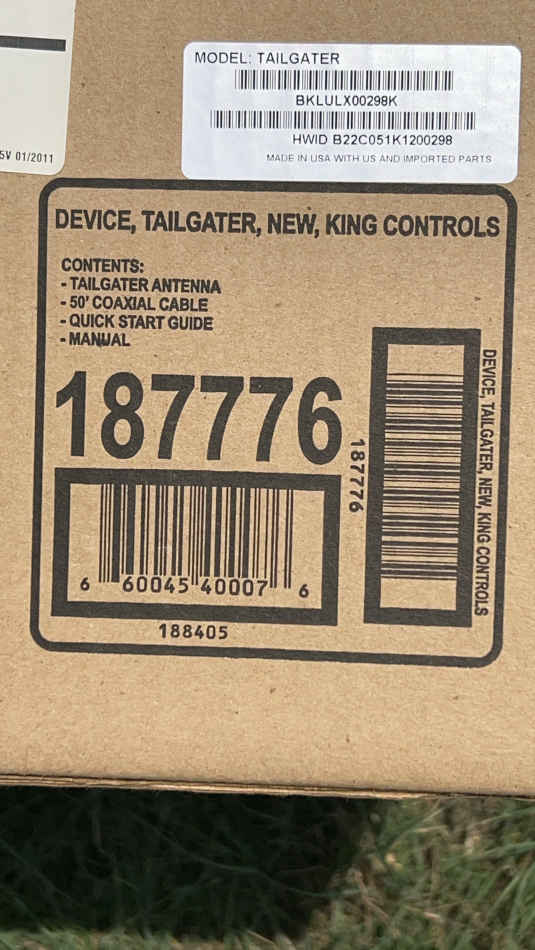 MODEL: TAILGATER
BKLULX00298K
HWID B22C051K1200298
MADE IN USA WITH US AND IMPORTED PARTS
5V 01/2011
DEVICE, TAILGATER, NEW, KING CONTROLS
CONTENTS:
- TAILGATER ANTENNA
- 50' COAXIAL CABLE
- QUICK START GUIDE
- MANUAL
187776
6 60045 40007 6
188405
187776
DEVICE, TAILGATER, NEW, KING CONTROLS